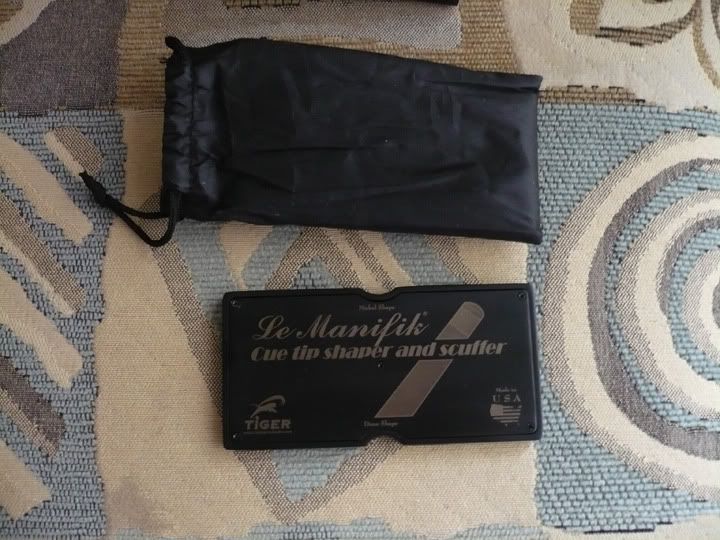 Nickel Shape
Le Manifik®
Cue tip shaper and scuffer
Made in
USA
TIGER
Dime Shape